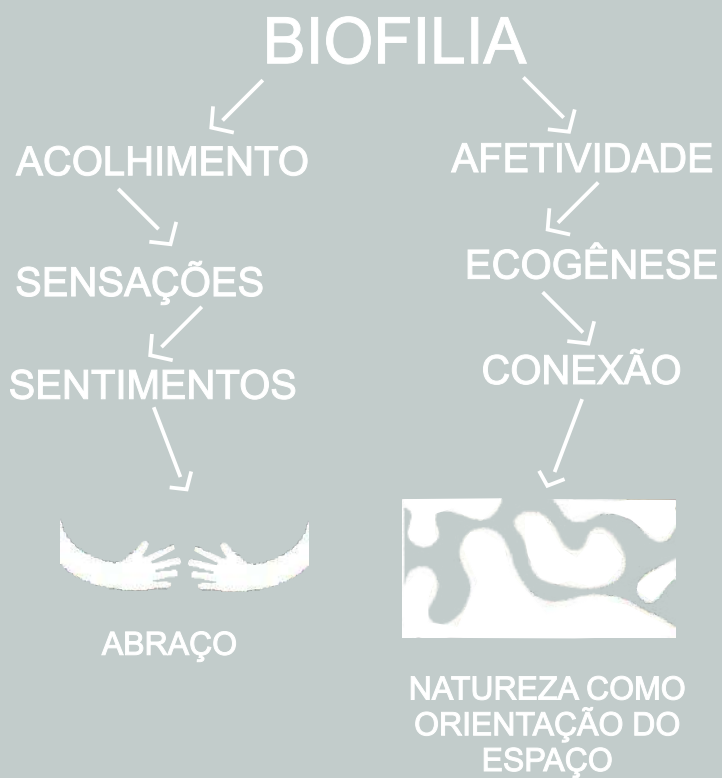 BIOFILIA
ACOLHIMENTO
SENSAÇÕES
SENTIMENTOS
ABRAÇO
AFETIVIDADE
ECOGÊNESE
CONEXÃO
NATUREZA COMO
ORIENTAÇÃO DO
ESPAÇO